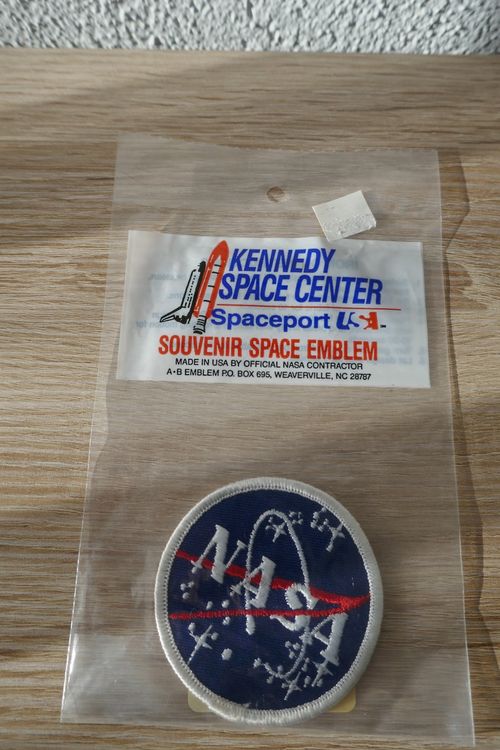 KENNEDY
SPACE CENTER
Spaceport USA
SOUVENIR SPACE EMBLEM
MADE IN USA BY OFFICIAL NASA CONTRACTOR
A•B EMBLEM P.O. BOX 695, WEAVERVILLE, NC 28787
NASA